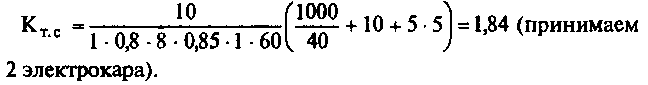 К т.с = 10 / (1 · 0,8 · 8 · 0,85 · 1 · 60) (1000 / 40 + 10 + 5 · 5) = 1,84 (принимаем
2 электрокара).